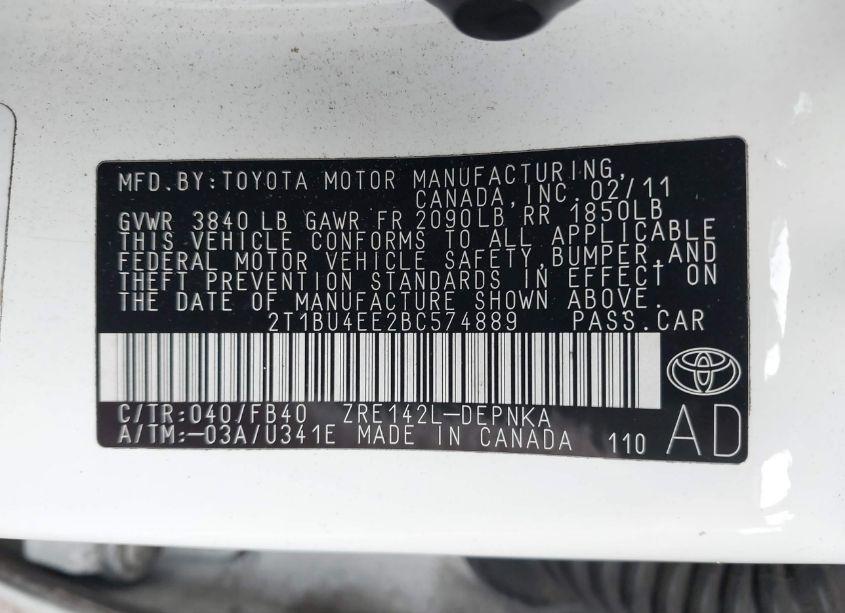 MFD.BY:TOYOTA MOTOR MANUFACTURING,
CANADA,INC. 02/11
GVWR 3840 LB GAWR FR 2090LB RR 1850LB
THIS VEHICLE CONFORMS TO ALL APPLICABLE
FEDERAL MOTOR VEHICLE SAFETY,BUMPER,AND
THEFT PREVENTION STANDARDS IN EFFECT ON
THE DATE OF MANUFACTURE SHOWN ABOVE.
2T1BU4EE2BC574889 PASS.CAR
C/TR:040/FB40 ZRE142L-DEPNKA
A/TM:-03A/U341E MADE IN CANADA 110 AD